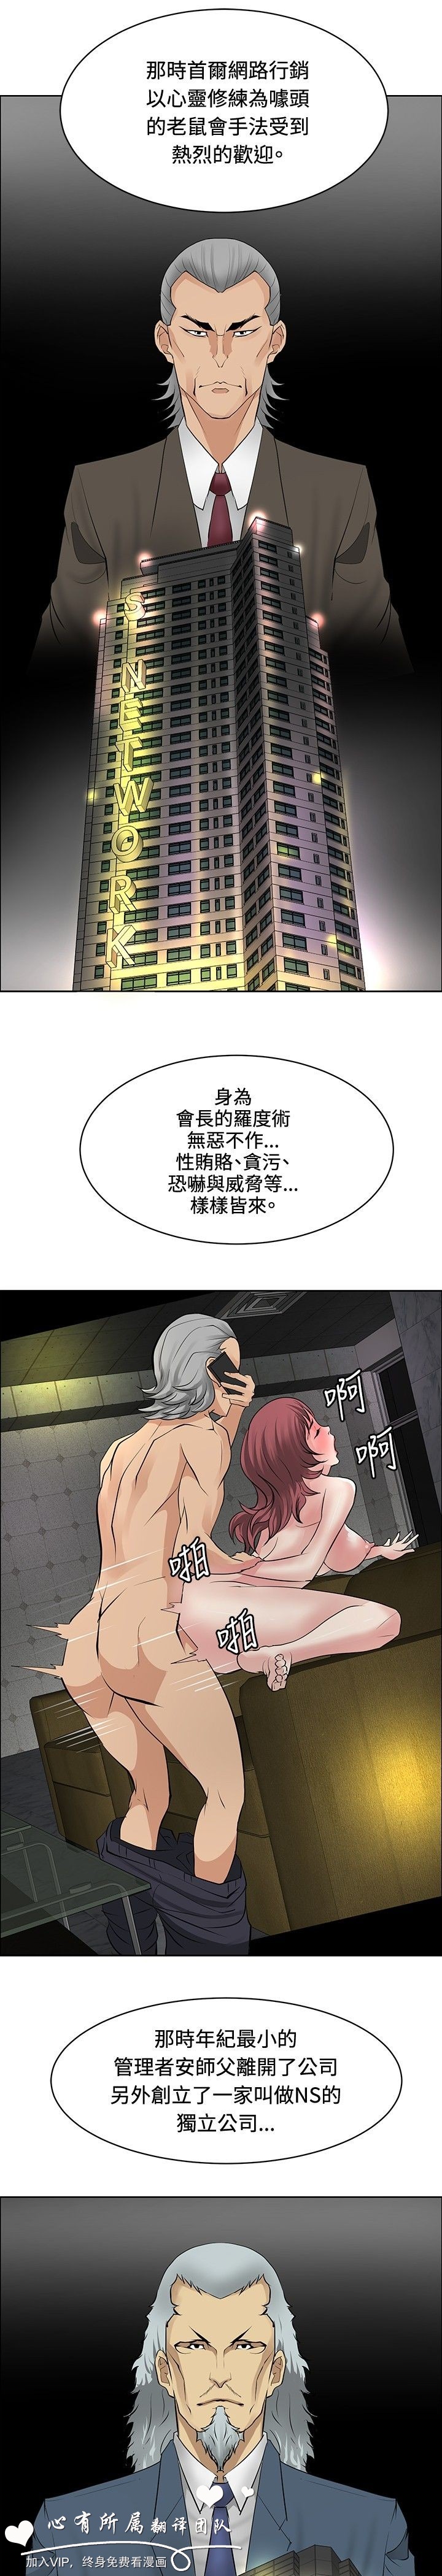 那時首爾網路行銷
以心靈修練為噱頭
的老鼠會手法受到
熱烈的歡迎。
S NETWORK
身為
會長的羅度術
無惡不作...
性賄賂、貪污、
恐嚇與威脅等...
樣樣皆來。
啊
啊
啪
啪
那時年紀最小的
管理者安師父離開了公司
另外創立了一家叫做NS的
獨立公司...
心有所属翻译团队
加入VIP，终身免费看漫画